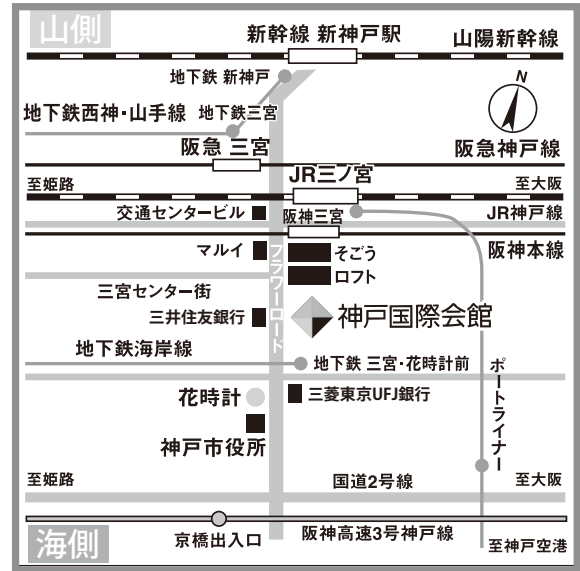 山側
新幹線 新神戸駅
山陽新幹線
地下鉄 新神戸
N
地下鉄西神・山手線
地下鉄三宮
阪急 三宮
阪急神戸線
至姫路
JR三ノ宮
至大阪
交通センタービル
阪神三宮
JR神戸線
マルイ
そごう
阪神本線
ロフト
フラワーロード
三宮センター街
三井住友銀行
神戸国際会館
地下鉄海岸線
地下鉄 三宮・花時計前
ポートライナー
花時計
三菱東京UFJ銀行
神戸市役所
至姫路
国道2号線
至大阪
海側
京橋出入口
阪神高速3号神戸線
至神戸空港